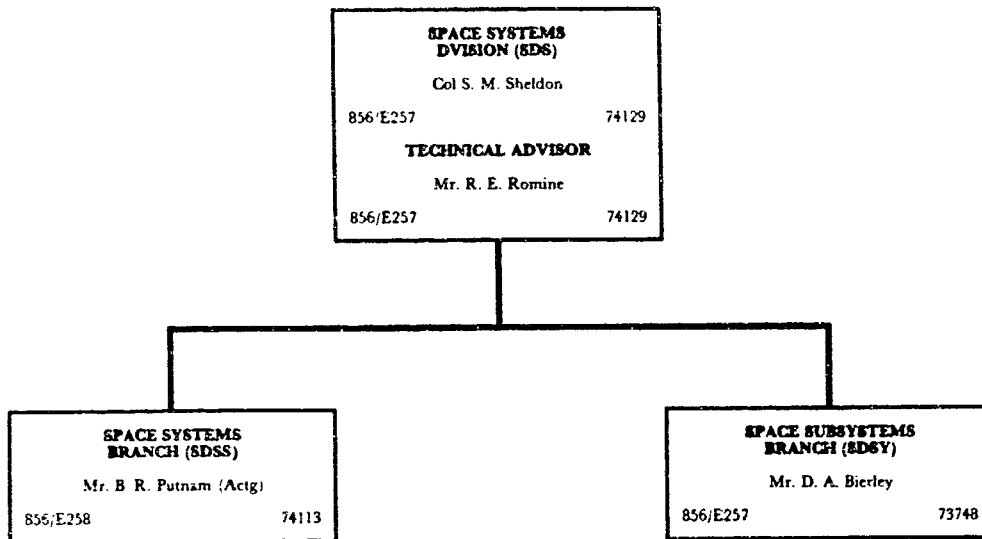 SPACE SYSTEMS
DVISION (SDS)
Col S. M. Sheldon
856/E257 74129
TECHNICAL ADVISOR
Mr. R. E. Romine
856/E257 74129
SPACE SYSTEMS
BRANCH (SDSS)
Mr. B R. Putnam (Actg)
856/E258 74113
SPACE SUBSYSTEMS
BRANCH (SDSY)
Mr. D. A. Bierley
856/E257 73748